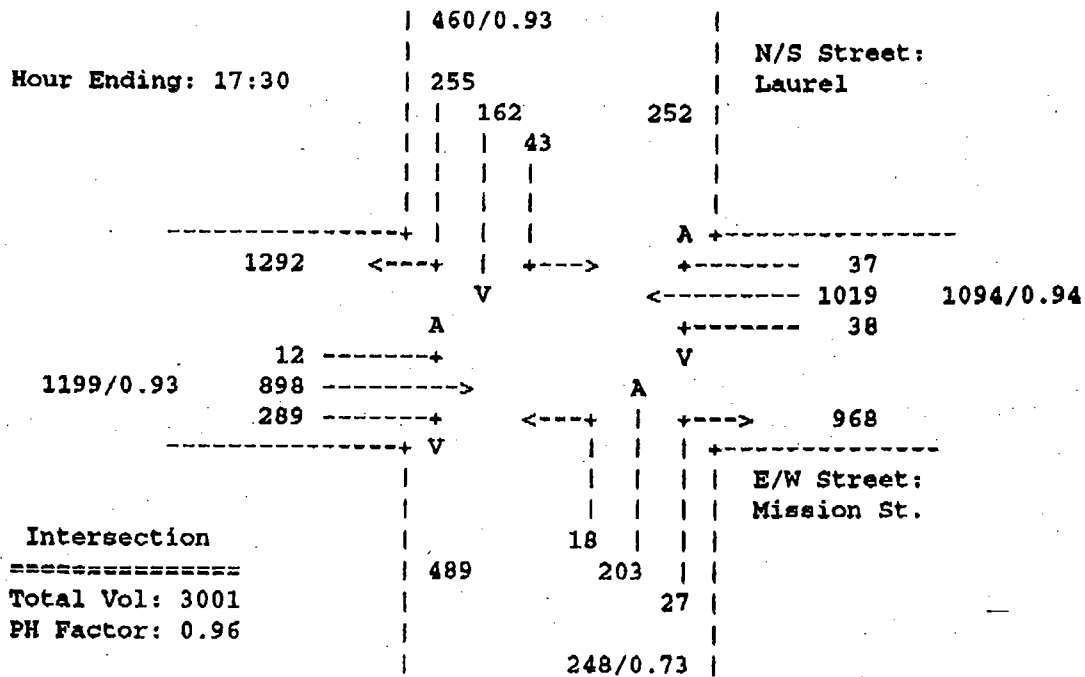 460/0.93
N/S Street:
Hour Ending: 17:30 255 Laurel
162 252
43
1292 <---+ +---> +------- 37
V <--------- 1019 1094/0.94
A +------- 38
12 -------+ V
1199/0.93 898 ---------> A
289 -------+ <---+ +---> 968
V
E/W Street:
Mission St.
Intersection 18
=============== 489 203
Total Vol: 3001 27
PH Factor: 0.96
248/0.73